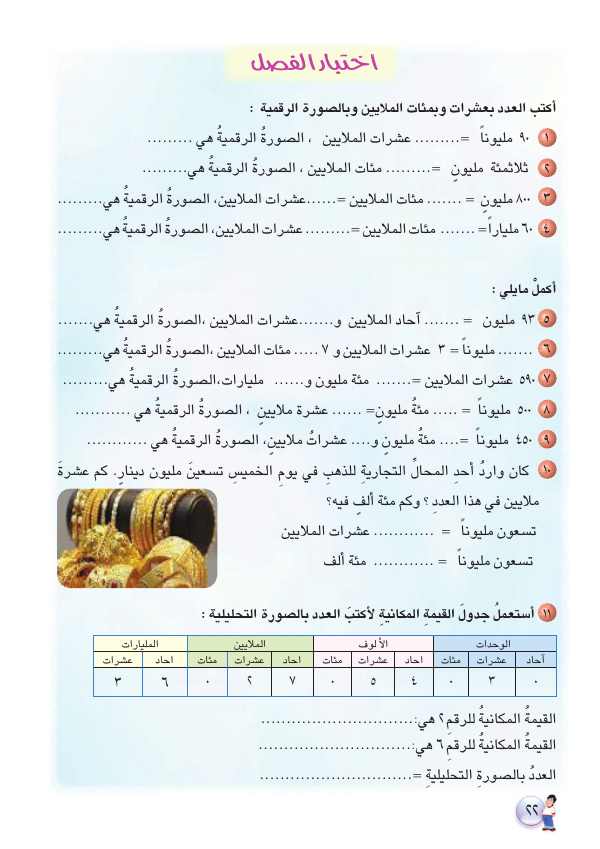 اختبار الفصل
أكتب العدد بعشرات وبمئات الملايين وبالصورة الرقمية :
١ ٩٠ مليوناً =......... عشرات الملايين ، الصورةُ الرقميةُ هي .........
٢ ثلاثمئة مليونٍ =......... مئات الملايين ، الصورةُ الرقميةُ هي.........
٣ ٨٠٠ مليونٍ = ....... مئات الملايين =......عشرات الملايين، الصورةُ الرقميةُ هي.........
٤ ٦٠ ملياراً= ....... مئات الملايين =......... عشرات الملايين، الصورةُ الرقميةُ هي.........
أكملْ مايلي :
٥ ٩٣ مليون = ....... آحاد الملايين و.......عشرات الملايين ،الصورةُ الرقميةُ هي.......
٦ ....... مليوناً = ٣ عشرات الملايين و ٧ ..... مئات الملايين ،الصورةُ الرقميةُ هي.........
٧ ٥٩٠ عشرات الملايين =....... مئة مليون و...... مليارات،الصورةُ الرقميةُ هي.........
٨ ٥٠٠ مليوناً = ..... مئةُ مليونٍ= ...... عشرة ملايينٍ ، الصورةُ الرقميةُ هي ...........
٩ ٤٥٠ مليوناً =.... مئةُ مليونٍ و.... عشراتُ ملايينٍ، الصورةُ الرقميةُ هي ............
١٠ كان واردُ أحدِ المحالِّ التجاريةِ للذهبِ في يومِ الخميسِ تسعينَ مليون دينارٍ. كم عشرةَ
ملايين في هذا العددِ ؟ وكم مئة ألفٍ فيه؟
تسعون مليوناً = ............ عشرات الملايين
تسعون مليوناً = ............ مئة ألف
١١ أستعملُ جدولَ القيمةِ المكانيةِ لأكتبَ العدد بالصورة التحليلية :
الوحدات الألوف الملايين المليارات
آحاد عشرات مئات احاد عشرات مئات احاد عشرات مئات احاد عشرات
٠ ٣ ٠ ٤ ٥ ٠ ٧ ٢ ٠ ٦ ٣
القيمةُ المكانيةُ للرقمِ ٢ هي:.............................
القيمةُ المكانيةُ للرقمِ ٦ هي:.............................
العددُ بالصورةِ التحليليةِ =.............................
٢٢